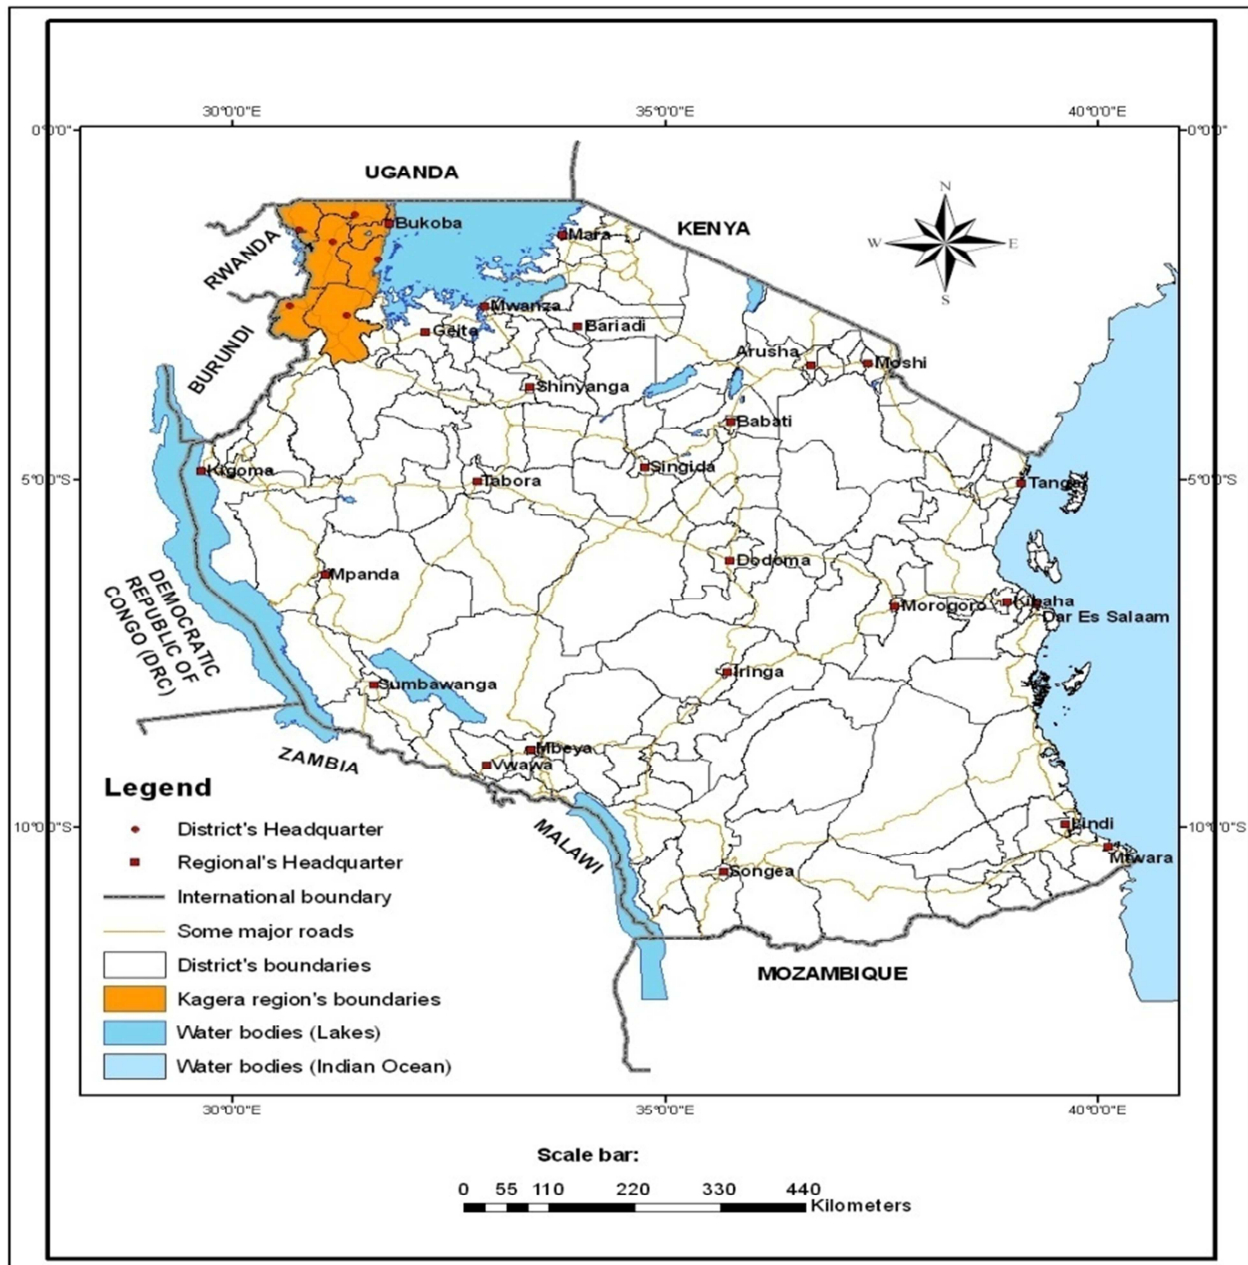 30°0'0"E 35°0'0"E 40°0'0"E
0°0'0" 0°0'0"
UGANDA
N
KENYA
W E
S
RWANDA
BURUNDI
Bukoba
Mara
Mwanza
Geita
Bariadi
Arusha
Moshi
Shinyanga
Babati
Kigoma
Singida
Tabora
Tanga
5°0'0"S 5°0'0"S
Dodoma
Mpanda
Morogoro
Kibaha
Dar Es Salaam
DEMOCRATIC
REPUBLIC OF
CONGO (DRC)
Iringa
Sumbawanga
Mbeya
Vwawa
ZAMBIA
MALAWI
10°0'0"S 10°0'0"S
Lindi
Mtwara
Songea
MOZAMBIQUE
Legend
District's Headquarter
Regional's Headquarter
International boundary
Some major roads
District's boundaries
Kagera region's boundaries
Water bodies (Lakes)
Water bodies (Indian Ocean)
30°0'0"E 35°0'0"E 40°0'0"E
Scale bar:
0 55 110 220 330 440
Kilometers